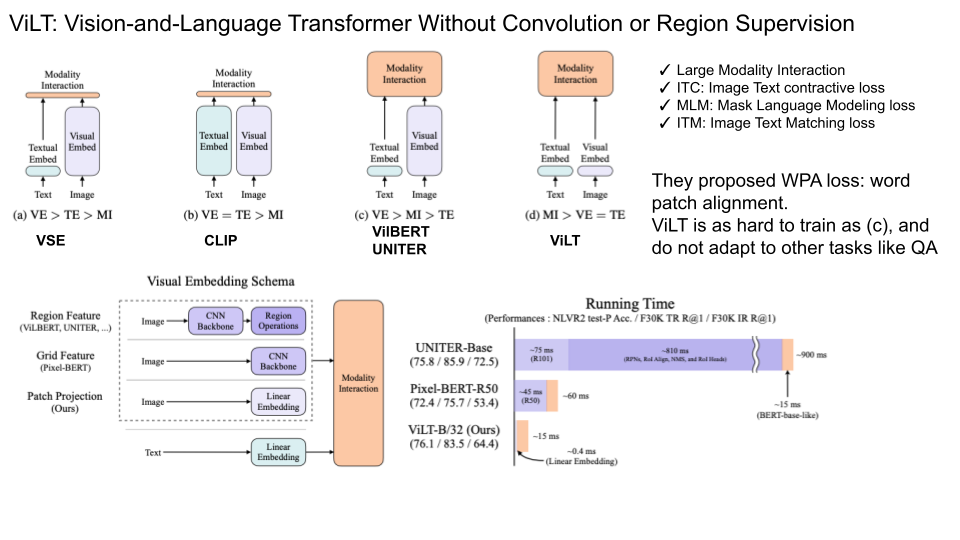 ViLT: Vision-and-Language Transformer Without Convolution or Region Supervision
Modality
Interaction
Textual
Embed
Visual
Embed
Text
Image
(a) VE > TE > MI
VSE
Modality
Interaction
Textual
Embed
Visual
Embed
Text
Image
(b) VE = TE > MI
CLIP
Modality
Interaction
Textual
Embed
Visual
Embed
Text
Image
(c) VE > MI > TE
VilBERT
UNITER
Modality
Interaction
Textual
Embed
Visual
Embed
Text
Image
(d) MI > VE = TE
ViLT
✓ Large Modality Interaction
✓ ITC: Image Text contractive loss
✓ MLM: Mask Language Modeling loss
✓ ITM: Image Text Matching loss
They proposed WPA loss: word
patch alignment.
ViLT is as hard to train as (c), and
do not adapt to other tasks like QA
Visual Embedding Schema
Region Feature
(ViLBERT, UNITER, ...)
Image
CNN
Backbone
Region
Operations
Grid Feature
(Pixel-BERT)
Image
CNN
Backbone
Patch Projection
(Ours)
Image
Linear
Embedding
Text
Linear
Embedding
Modality
Interaction
Running Time
(Performances : NLVR2 test-P Acc. / F30K TR R@1 / F30K IR R@1)
UNITER-Base
(75.8 / 85.9 / 72.5)
~75 ms
(R101)
~810 ms
(RPNs, RoI Align, NMS, and RoI Heads)
~900 ms
~15 ms
(BERT-base-like)
Pixel-BERT-R50
(72.4 / 75.7 / 53.4)
~45 ms
(R50)
~60 ms
ViLT-B/32 (Ours)
(76.1 / 83.5 / 64.4)
~15 ms
~0.4 ms
(Linear Embedding)